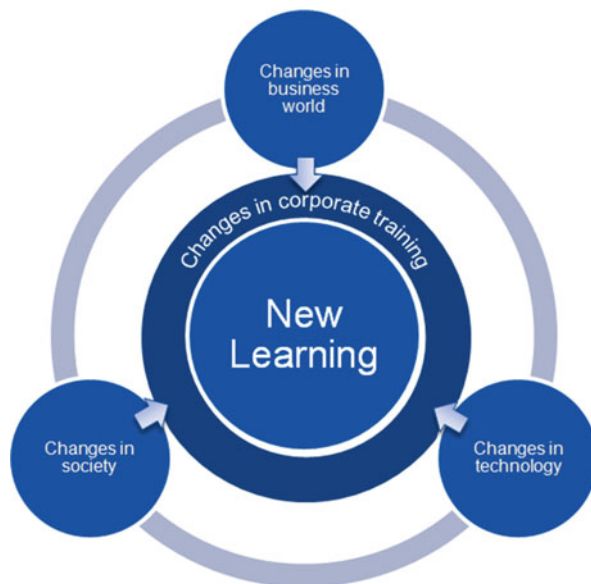 Changes in
business
world
Changes in corporate training
New
Learning
Changes in
society
Changes in
technology